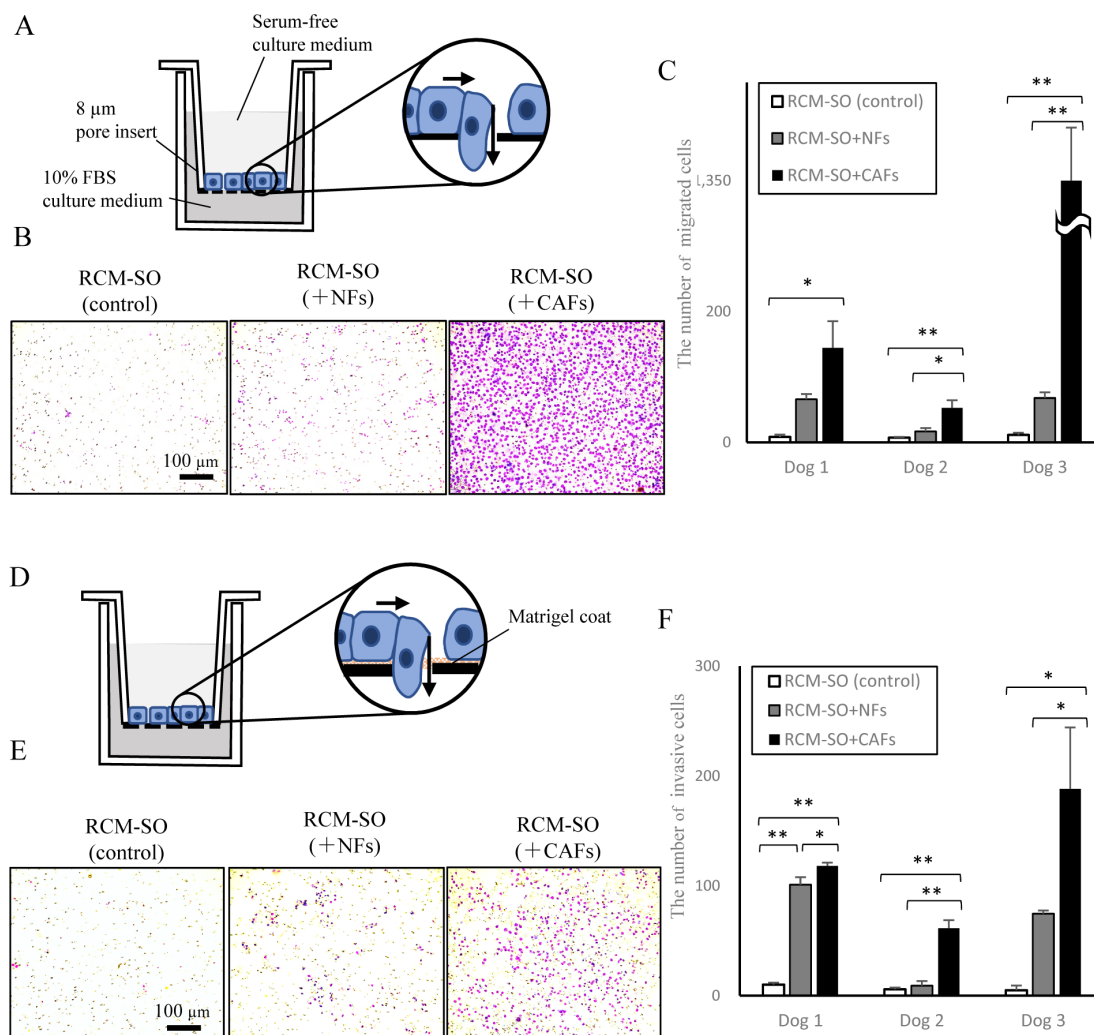 A
Serum-free
culture medium
8 µm
pore insert
10% FBS
culture medium
B
RCM-SO
(control)
RCM-SO
(+NFs)
RCM-SO
(+CAFs)
100 µm
C
RCM-SO (control)
RCM-SO+NFs
RCM-SO+CAFs
The number of migrated cells
,350
200
0
*
**
*
**
**
Dog 1
Dog 2
Dog 3
D
Matrigel coat
E
RCM-SO
(control)
RCM-SO
(+NFs)
RCM-SO
(+CAFs)
100 µm
F
RCM-SO (control)
RCM-SO+NFs
RCM-SO+CAFs
The number of invasive cells
300
200
100
0
**
**
*
**
**
*
*
Dog 1
Dog 2
Dog 3